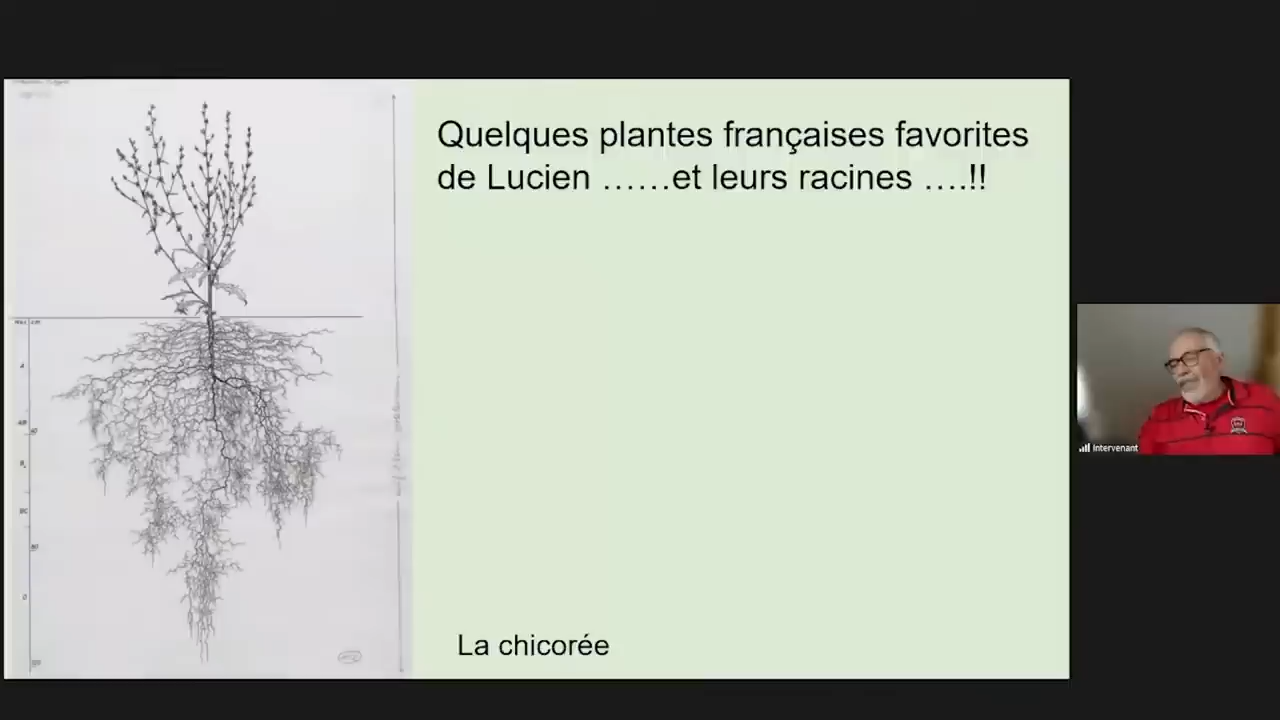 Quelques plantes françaises favorites
de Lucien ……et leurs racines ….!!
La chicorée
Intervenant